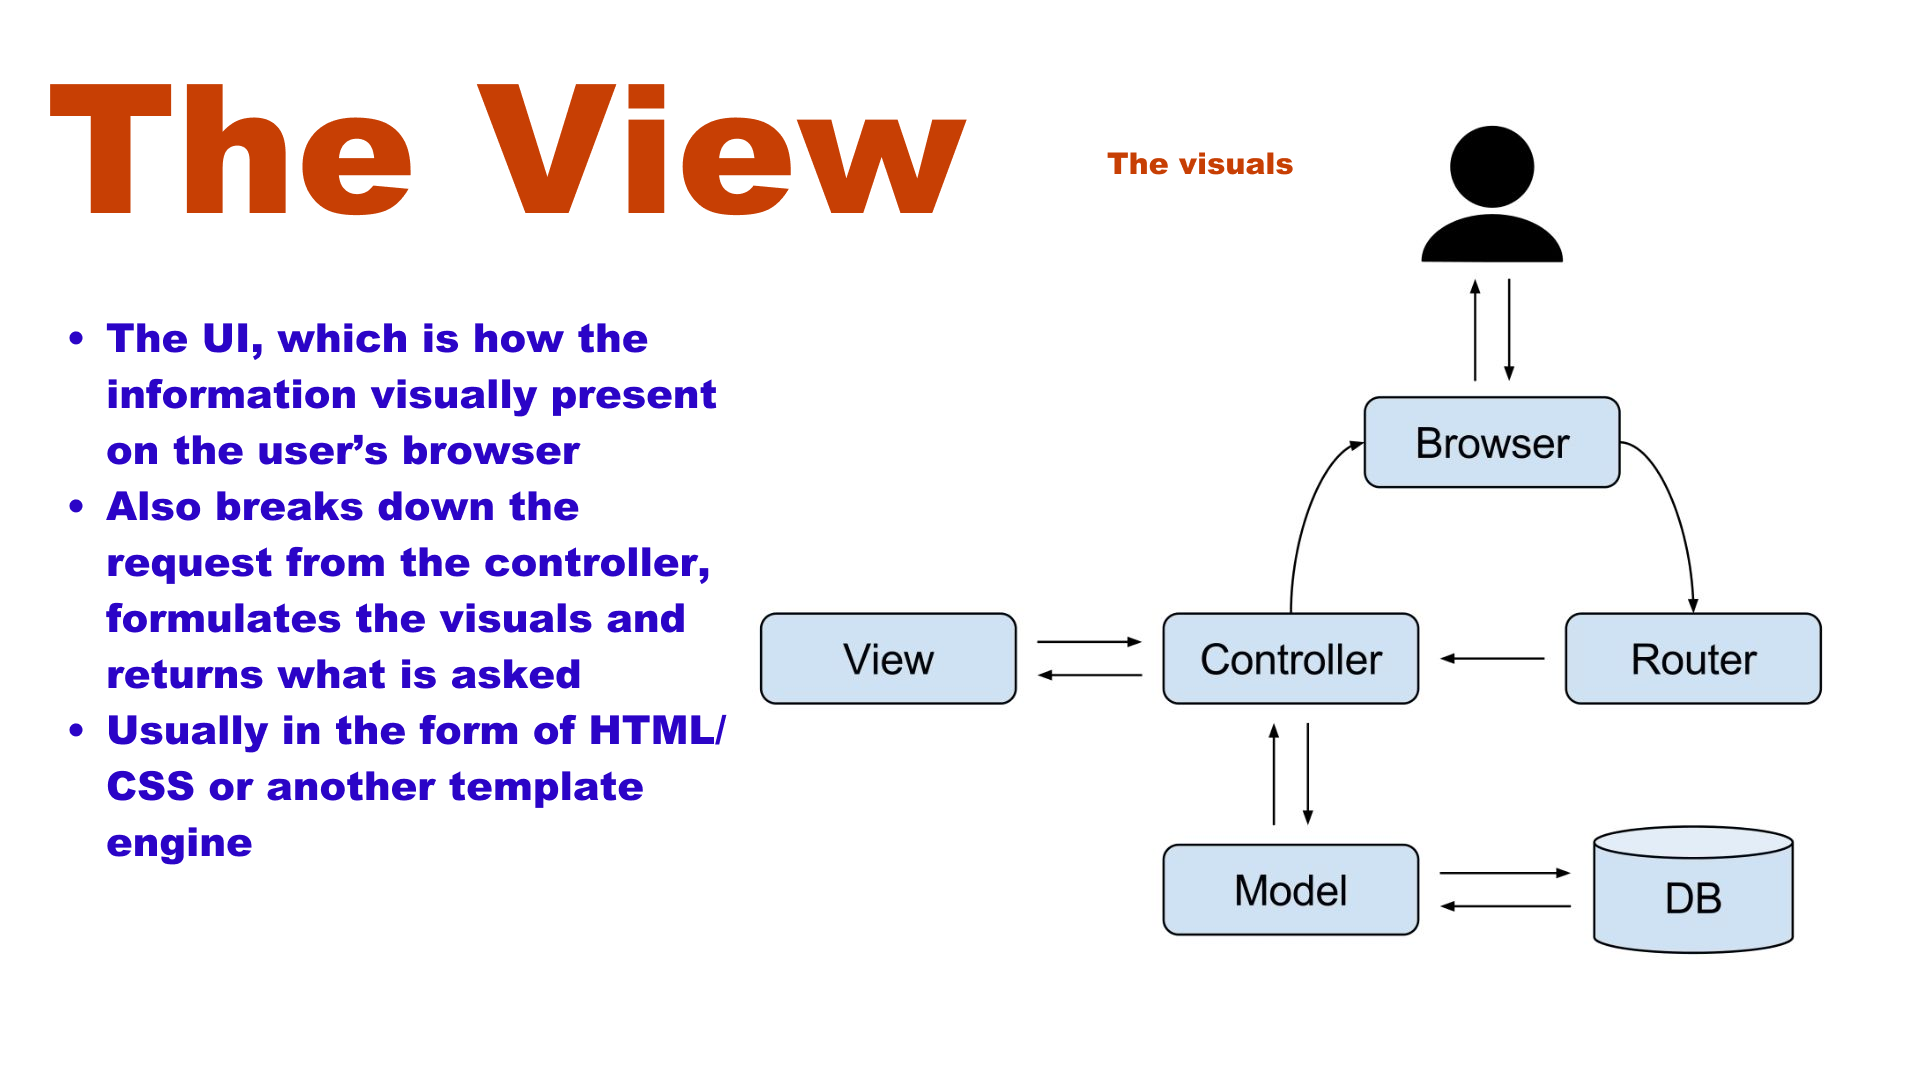 The View
The visuals
• The UI, which is how the
information visually present
on the user’s browser
• Also breaks down the
request from the controller,
formulates the visuals and
returns what is asked
• Usually in the form of HTML/
CSS or another template
engine
Browser
View
Controller
Router
Model
DB